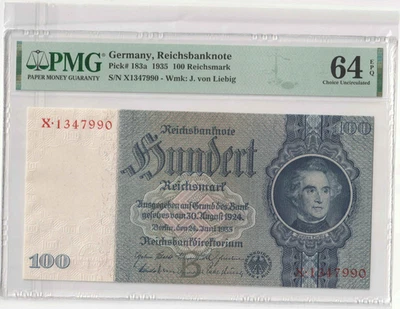 PMG
PAPER MONEY GUARANTY
Germany, Reichsbanknote
Pick# 183a 1935 100 Reichsmark
S/N X1347990 - Wmk: J. von Liebig
64 EPQ
Choice Uncirculated
X·1347990
Reichsbanknote
100
Hundert
Reichsmark
Ausgegeben auf Grund des Bank
gesetzes vom 30. August 1924
Berlin, den 24. Juni 1935
Reichsbankdirektorium
B
100
X·1347990